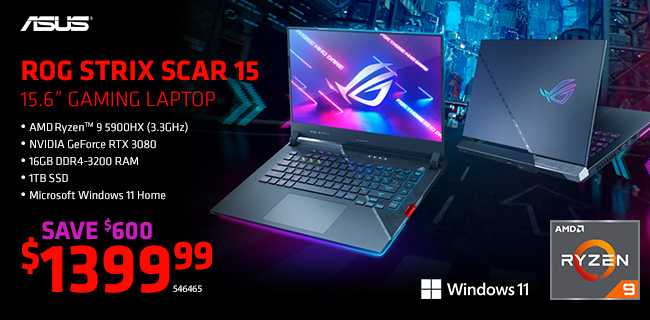 ASUS
ROG STRIX SCAR 15
15.6” GAMING LAPTOP
• AMD Ryzen™ 9 5900HX (3.3GHz)
• NVIDIA GeForce RTX 3080
• 16GB DDR4-3200 RAM
• 1TB SSD
• Microsoft Windows 11 Home
SAVE $600
$1399.99
546465
Windows 11
AMD
RYZEN
9